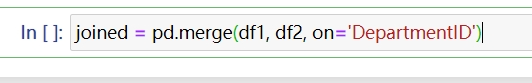 In [ ]: joined = pd.merge(df1, df2, on='DepartmentID')